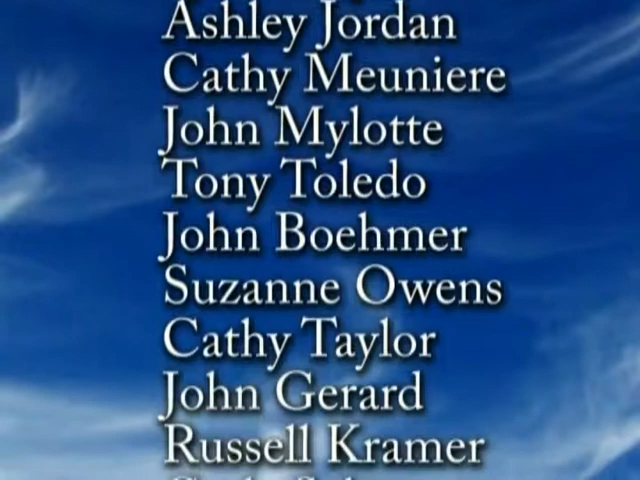 Ashley Jordan
Cathy Meuniere
John Mylotte
Tony Toledo
John Boehmer
Suzanne Owens
Cathy Taylor
John Gerard
Russell Kramer